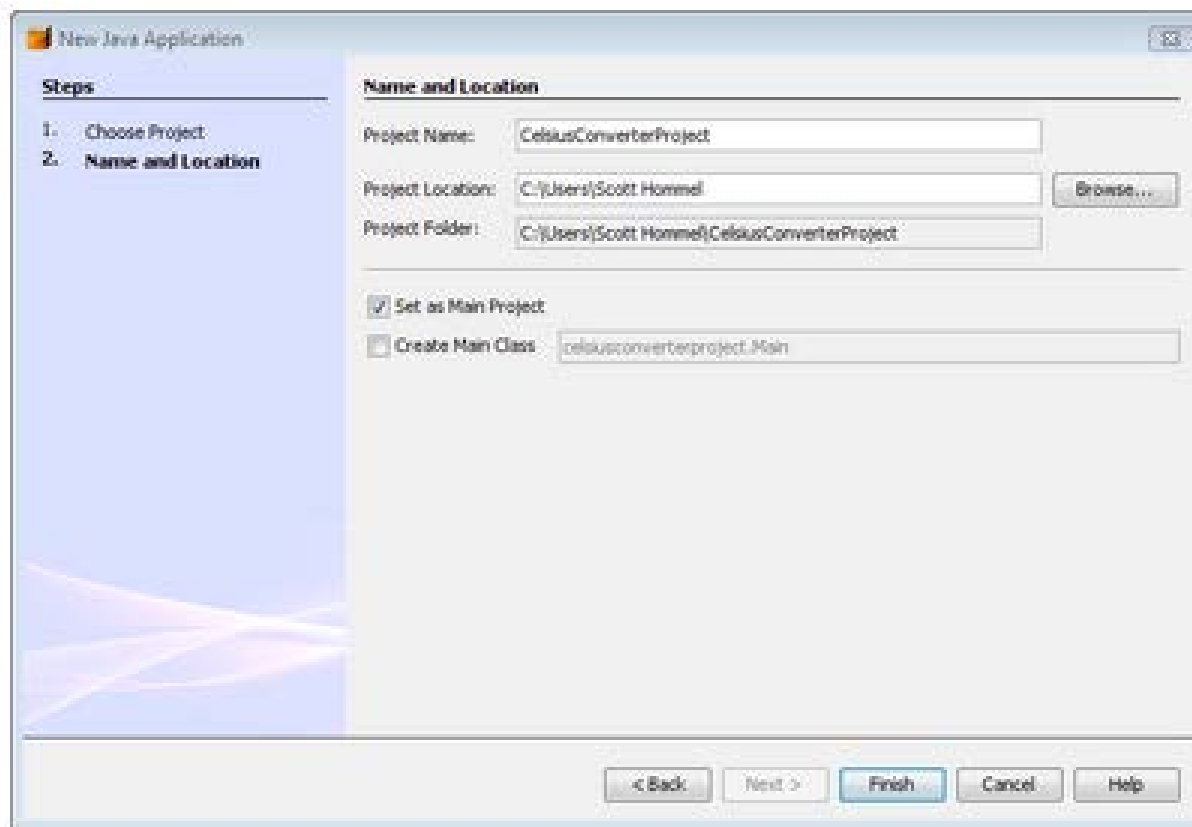 New Java Application
Steps
1. Choose Project
2. Name and Location
Name and Location
Project Name: CelsiusConverterProject
Project Location: C:\Users\Scott Hommel Browse...
Project Folder: C:\Users\Scott Hommel\CelsiusConverterProject
Set as Main Project
Create Main Class celsiusconverterproject.Main
< Back Next > Finish Cancel Help